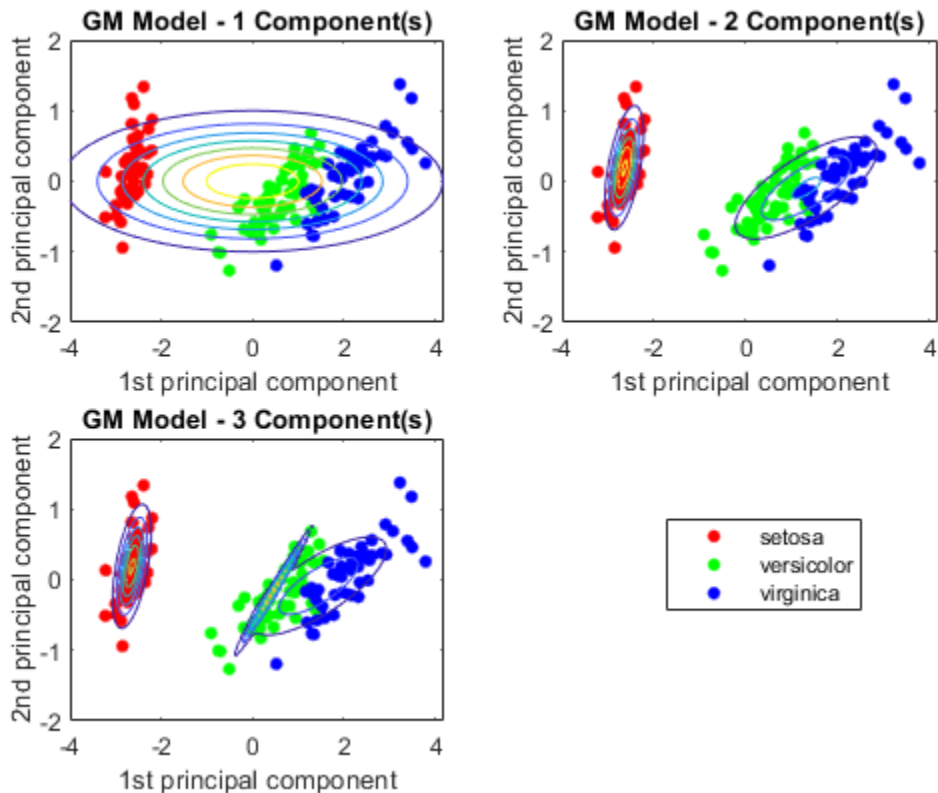 GM Model - 1 Component(s)
2
1
0
-1
-2
2nd principal component
-4
-2
0
2
4
1st principal component
GM Model - 2 Component(s)
2
1
0
-1
-2
2nd principal component
-4
-2
0
2
4
1st principal component
GM Model - 3 Component(s)
2
1
0
-1
-2
2nd principal component
-4
-2
0
2
4
1st principal component
setosa
versicolor
virginica